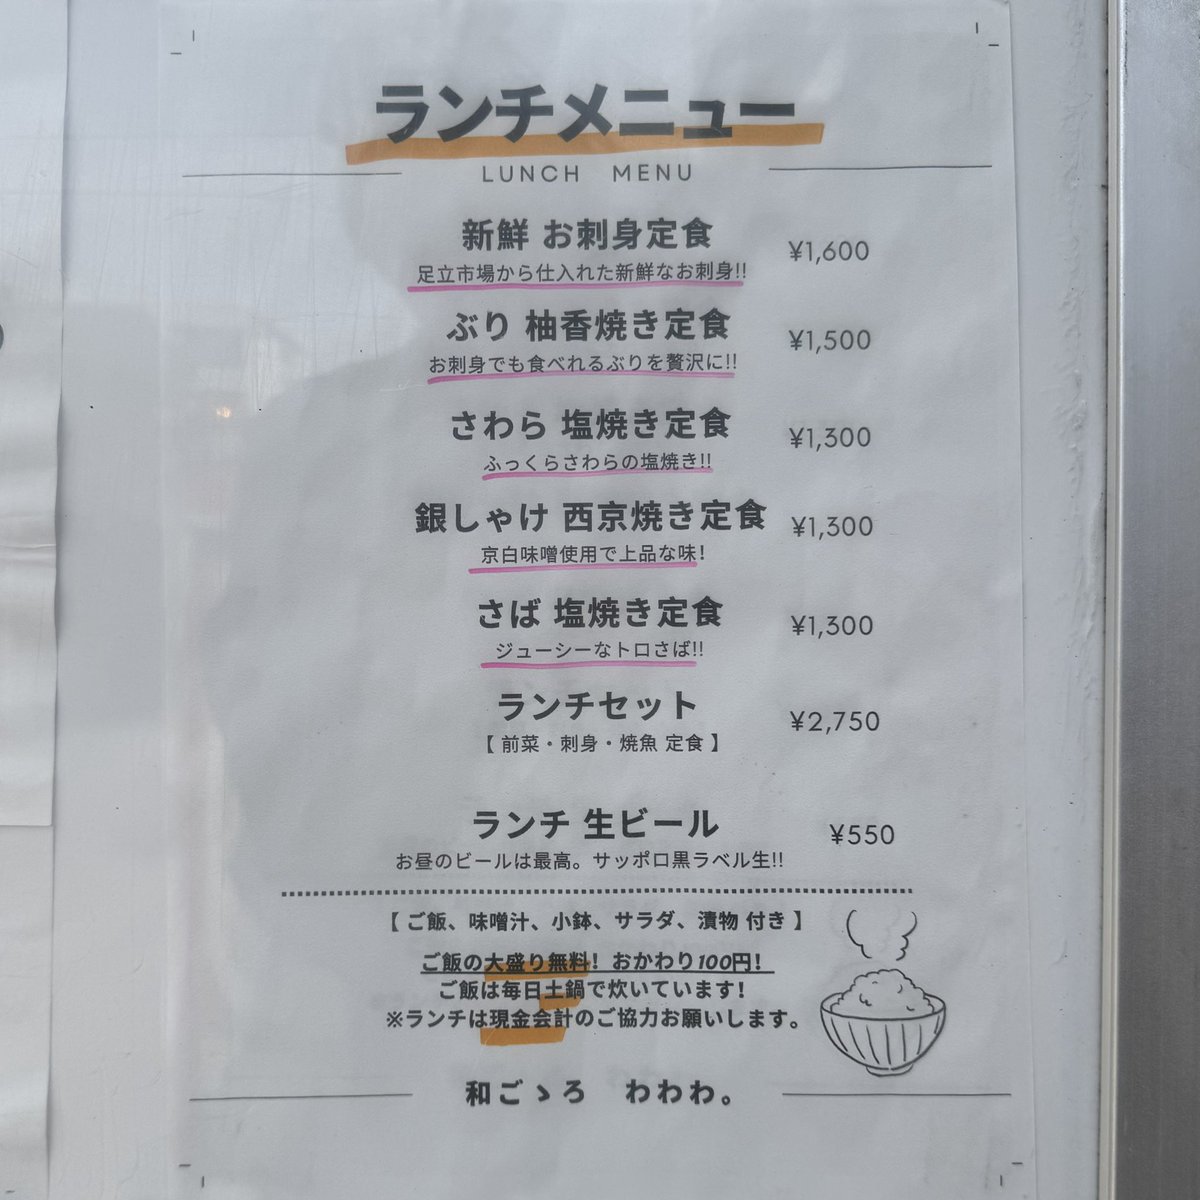 ランチメニュー
LUNCH MENU
新鮮 お刺身定食 ¥1,600
足立市場から仕入れた新鮮なお刺身!!
ぶり 柚香焼き定食 ¥1,500
お刺身でも食べれるぶりを贅沢に!!
さわら 塩焼き定食 ¥1,300
ふっくらさわらの塩焼き!!
銀しゃけ 西京焼き定食 ¥1,300
京白味噌使用で上品な味!
さば 塩焼き定食 ¥1,300
ジューシーなトロさば!!
ランチセット ¥2,750
【 前菜・刺身・焼魚 定食 】
ランチ 生ビール ¥550
お昼のビールは最高。サッポロ黒ラベル生!!
【 ご飯、味噌汁、小鉢、サラダ、漬物 付き 】
ご飯の大盛り無料! おかわり100円!
ご飯は毎日土鍋で炊いています!
※ランチは現金会計のご協力お願いします。
和ごゝろ わわわ。